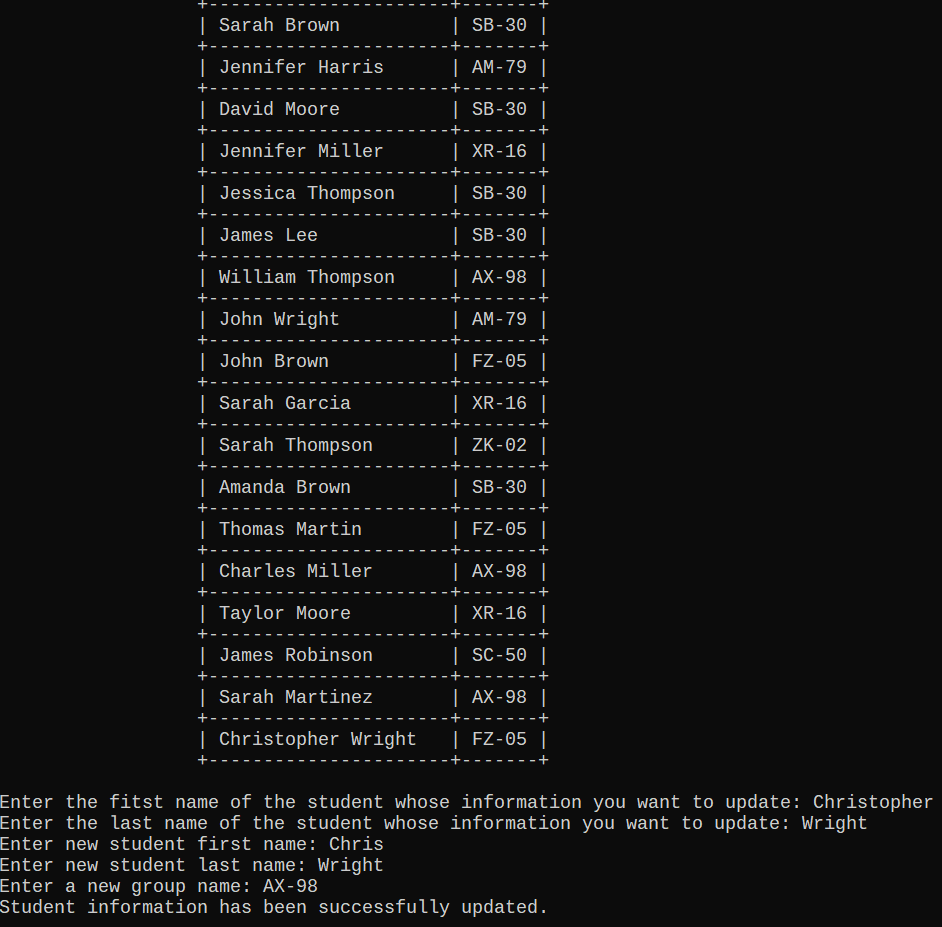 +----------------------+-------+
| Sarah Brown          | SB-30 |
+----------------------+-------+
| Jennifer Harris      | AM-79 |
+----------------------+-------+
| David Moore          | SB-30 |
+----------------------+-------+
| Jennifer Miller      | XR-16 |
+----------------------+-------+
| Jessica Thompson     | SB-30 |
+----------------------+-------+
| James Lee            | SB-30 |
+----------------------+-------+
| William Thompson     | AX-98 |
+----------------------+-------+
| John Wright          | AM-79 |
+----------------------+-------+
| John Brown           | FZ-05 |
+----------------------+-------+
| Sarah Garcia         | XR-16 |
+----------------------+-------+
| Sarah Thompson       | ZK-02 |
+----------------------+-------+
| Amanda Brown         | SB-30 |
+----------------------+-------+
| Thomas Martin        | FZ-05 |
+----------------------+-------+
| Charles Miller       | AX-98 |
+----------------------+-------+
| Taylor Moore         | XR-16 |
+----------------------+-------+
| James Robinson       | SC-50 |
+----------------------+-------+
| Sarah Martinez       | AX-98 |
+----------------------+-------+
| Christopher Wright   | FZ-05 |
+----------------------+-------+
Enter the fitst name of the student whose information you want to update: Christopher
Enter the last name of the student whose information you want to update: Wright
Enter new student first name: Chris
Enter new student last name: Wright
Enter a new group name: AX-98
Student information has been successfully updated.